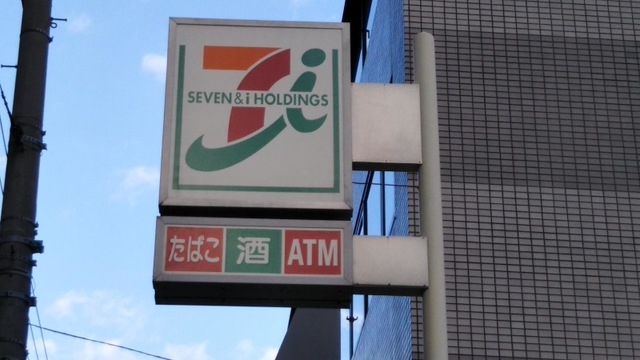 7i
SEVEN & i HOLDINGS
たばこ 酒 ATM